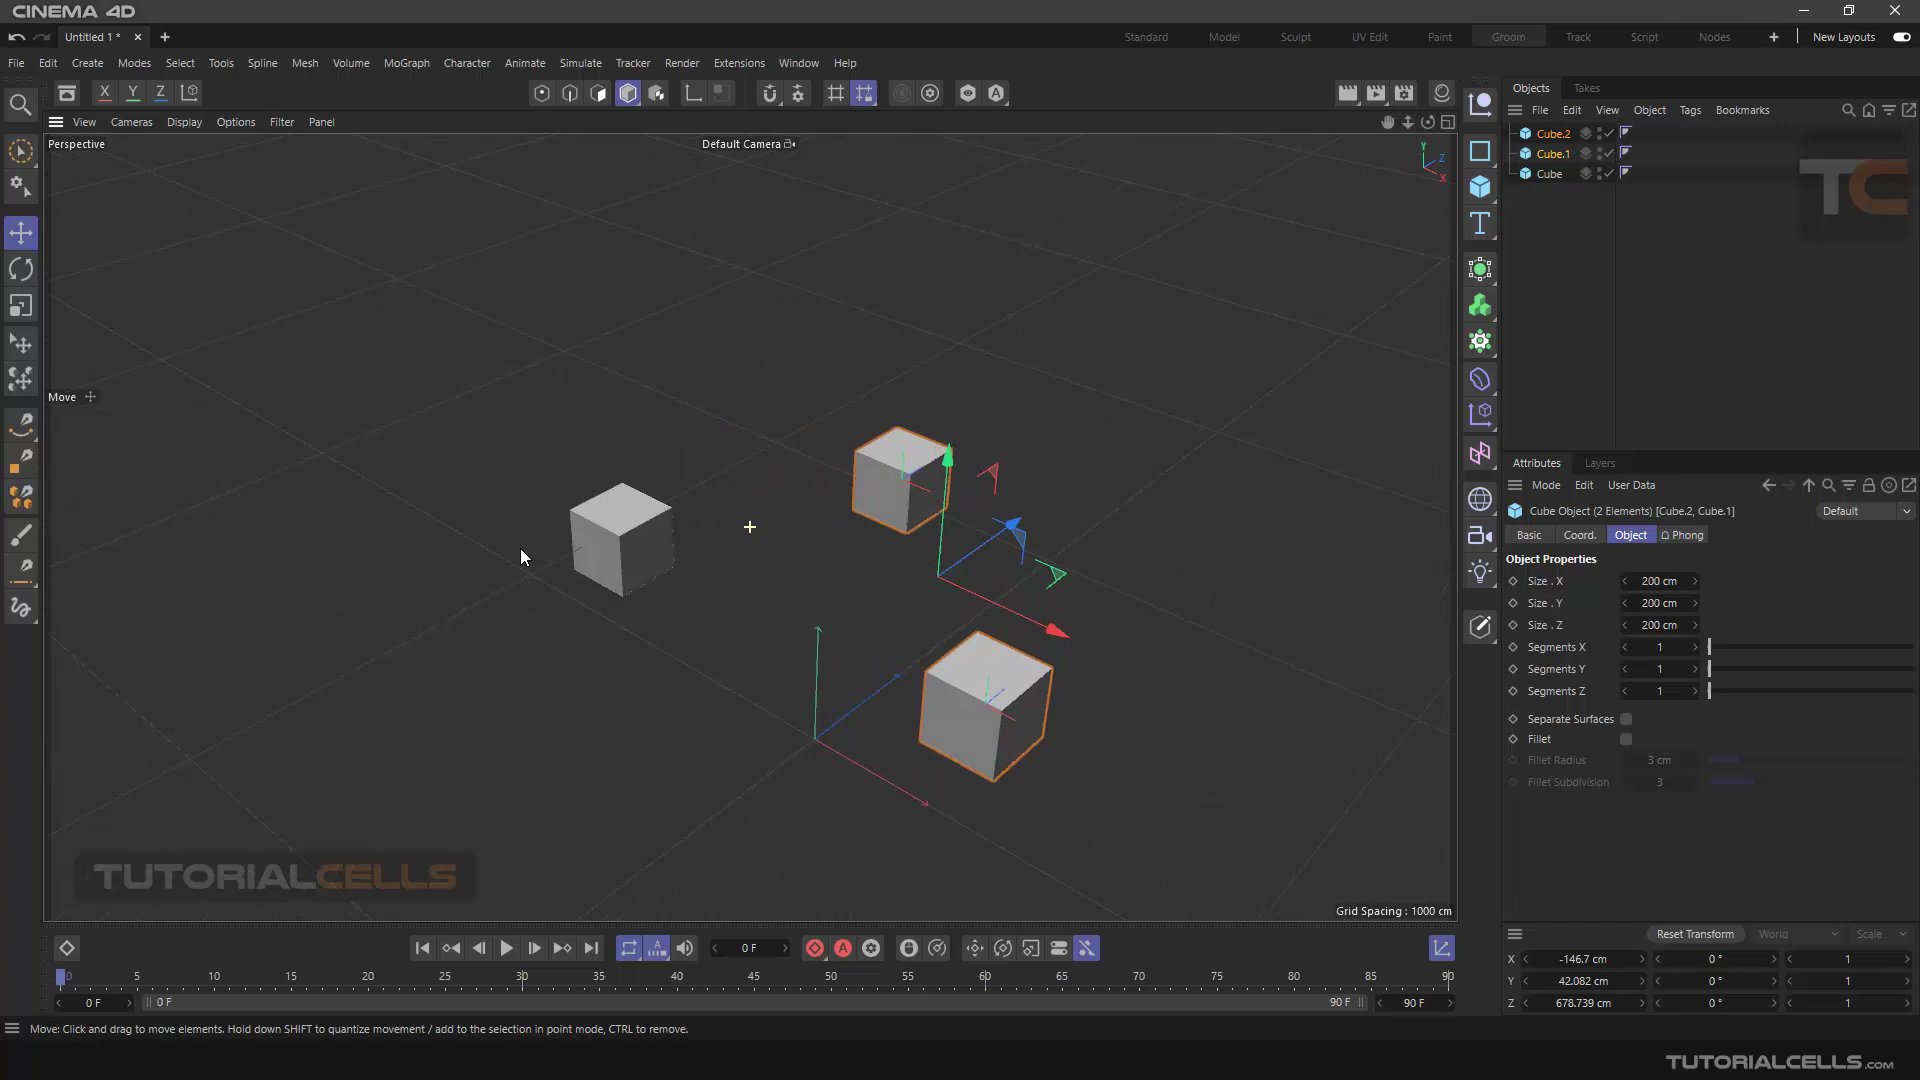 CINEMA 4D
Untitled 1 *
Standard Model Sculpt UV Edit Paint Groom Track Script Nodes New Layouts
File Edit Create Modes Select Tools Spline Mesh Volume MoGraph Character Animate Simulate Tracker Render Extensions Window Help
X Y Z
Objects Takes
File Edit View Object Tags Bookmarks
View Cameras Display Options Filter Panel
Perspective
Default Camera
Y
Z
X
Cube.2
Cube.1
Cube
TC
Move
Attributes Layers
Mode Edit User Data
Cube Object (2 Elements) [Cube.2, Cube.1]
Default
Basic Coord. Object Phong
Object Properties
Size . X 200 cm
Size . Y 200 cm
Size . Z 200 cm
Segments X 1
Segments Y 1
Segments Z 1
Separate Surfaces
Fillet
Fillet Radius 3 cm
Fillet Subdivision 3
TUTORIALCELLS
Grid Spacing : 1000 cm
0 F
Reset Transform World Scale
X -146.7 cm 0 ° 1
Y 42.082 cm 0 ° 1
Z 678.739 cm 0 ° 1
0 5 10 15 20 25 30 35 40 45 50 55 60 65 70 75 80 85 90
0 F 0 F 90 F 90 F
Move: Click and drag to move elements. Hold down SHIFT to quantize movement / add to the selection in point mode, CTRL to remove.
TUTORIALCELLS.com